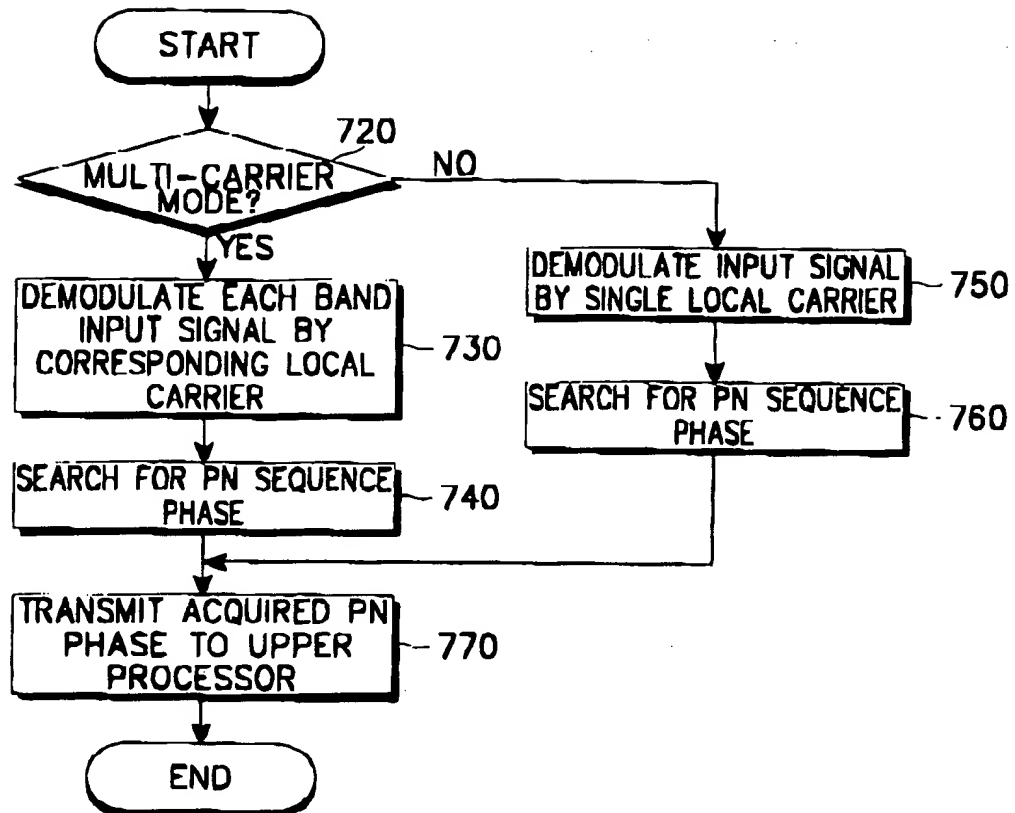 START
720
MULTI-CARRIER
MODE?
NO
YES
DEMODULATE EACH BAND
INPUT SIGNAL BY
CORRESPONDING LOCAL
CARRIER
730
DEMODULATE INPUT SIGNAL
BY SINGLE LOCAL CARRIER
750
SEARCH FOR PN SEQUENCE
PHASE
740
SEARCH FOR PN SEQUENCE
PHASE
760
TRANSMIT ACQUIRED PN
PHASE TO UPPER
PROCESSOR
770
END